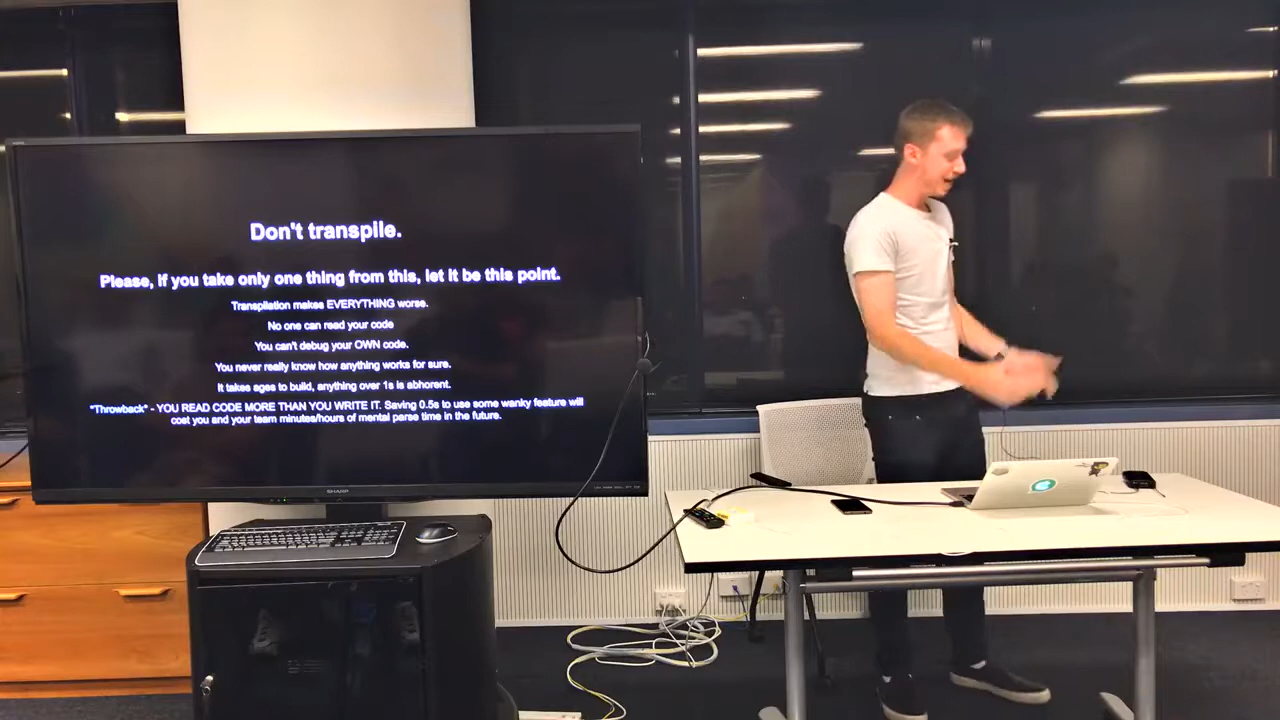 Don't transpile.
Please, if you take only one thing from this, let it be this point.
Transpilation makes EVERYTHING worse.
No one can read your code
You can't debug your OWN code.
You never really know how anything works for sure.
It takes ages to build, anything over 1s is abhorent.
"Throwback" - YOU READ CODE MORE THAN YOU WRITE IT. Saving 0.5s to use some wanky feature will
cost you and your team minutes/hours of mental parse time in the future.
SHARP